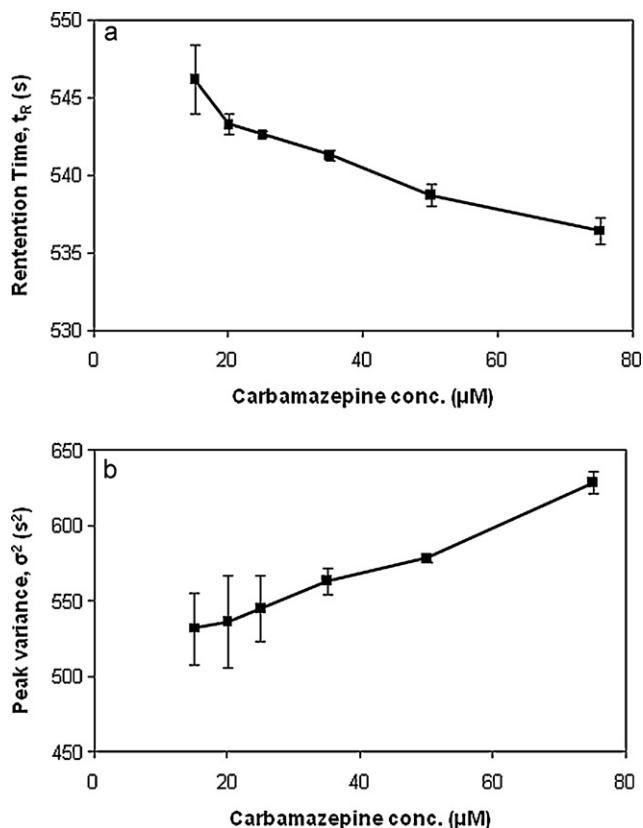 a
550
545
540
535
530
Rentention Time, tR (s)
0 20 40 60 80
Carbamazepine conc. (µM)
b
650
600
550
500
450
Peak variance, σ² (s²)
0 20 40 60 80
Carbamazepine conc. (µM)